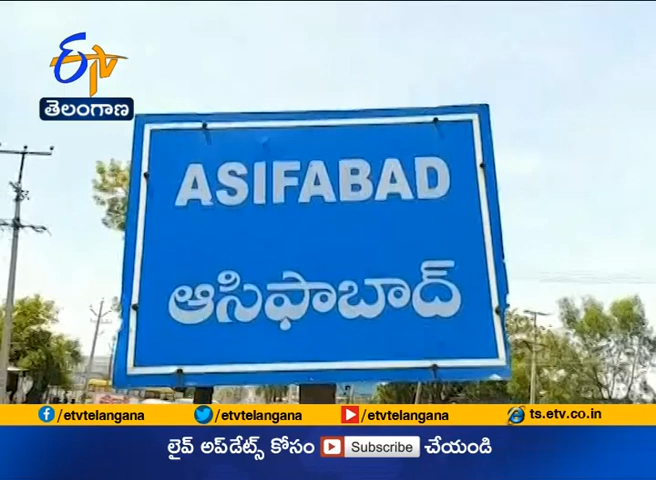 ETV
తెలంగాణ
ASIFABAD
ఆసిఫాబాద్
/etvtelangana /etvtelangana /etvtelangana ts.etv.co.in
లైవ్ అప్‌డేట్స్ కోసం Subscribe చేయండి